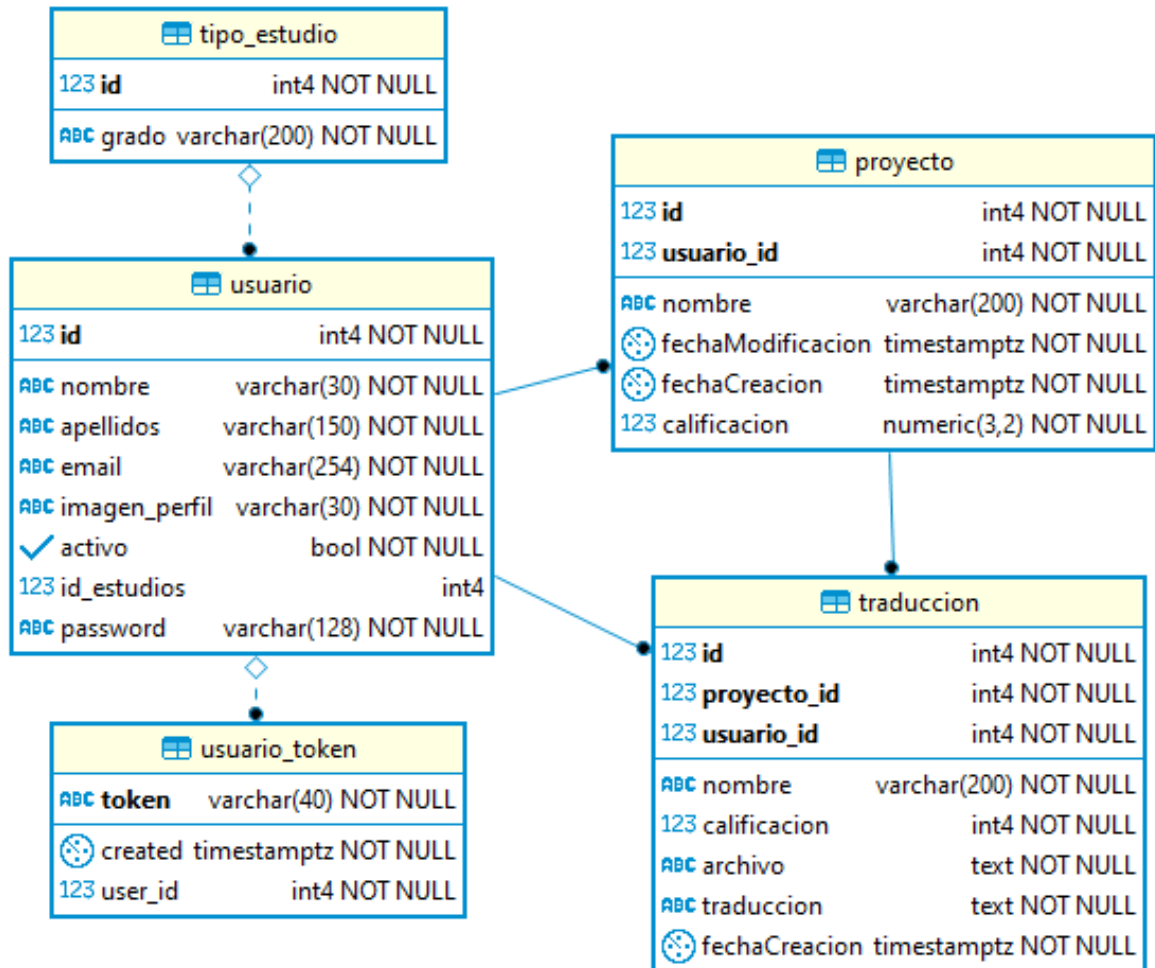 tipo_estudio
123 id int4 NOT NULL
ABC grado varchar(200) NOT NULL
usuario
123 id int4 NOT NULL
ABC nombre varchar(30) NOT NULL
ABC apellidos varchar(150) NOT NULL
ABC email varchar(254) NOT NULL
ABC imagen_perfil varchar(30) NOT NULL
activo bool NOT NULL
123 id_estudios int4
ABC password varchar(128) NOT NULL
usuario_token
ABC token varchar(40) NOT NULL
created timestamptz NOT NULL
123 user_id int4 NOT NULL
proyecto
123 id int4 NOT NULL
123 usuario_id int4 NOT NULL
ABC nombre varchar(200) NOT NULL
fechaModificacion timestamptz NOT NULL
fechaCreacion timestamptz NOT NULL
123 calificacion numeric(3,2) NOT NULL
traduccion
123 id int4 NOT NULL
123 proyecto_id int4 NOT NULL
123 usuario_id int4 NOT NULL
ABC nombre varchar(200) NOT NULL
123 calificacion int4 NOT NULL
ABC archivo text NOT NULL
ABC traduccion text NOT NULL
fechaCreacion timestamptz NOT NULL